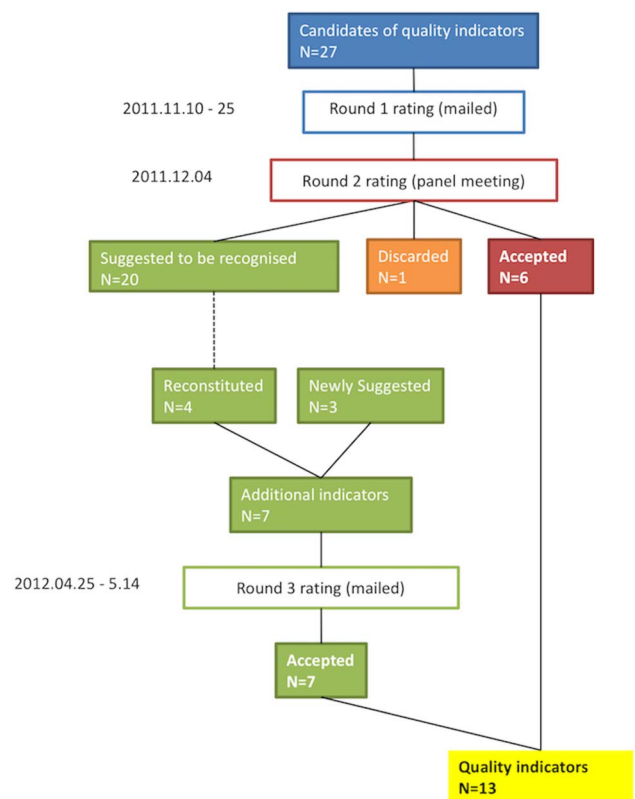 Candidates of quality indicators
N=27
2011.11.10 - 25
Round 1 rating (mailed)
2011.12.04
Round 2 rating (panel meeting)
Suggested to be recognised
N=20
Discarded
N=1
Accepted
N=6
Reconstituted
N=4
Newly Suggested
N=3
Additional indicators
N=7
2012.04.25 - 5.14
Round 3 rating (mailed)
Accepted
N=7
Quality indicators
N=13